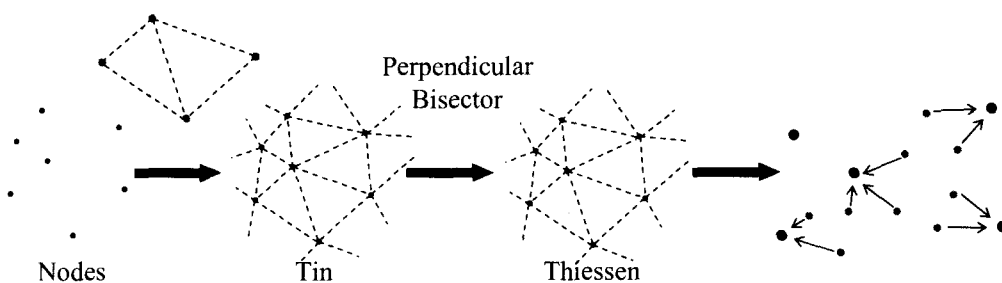 Perpendicular
Bisector
Nodes
Tin
Thiessen